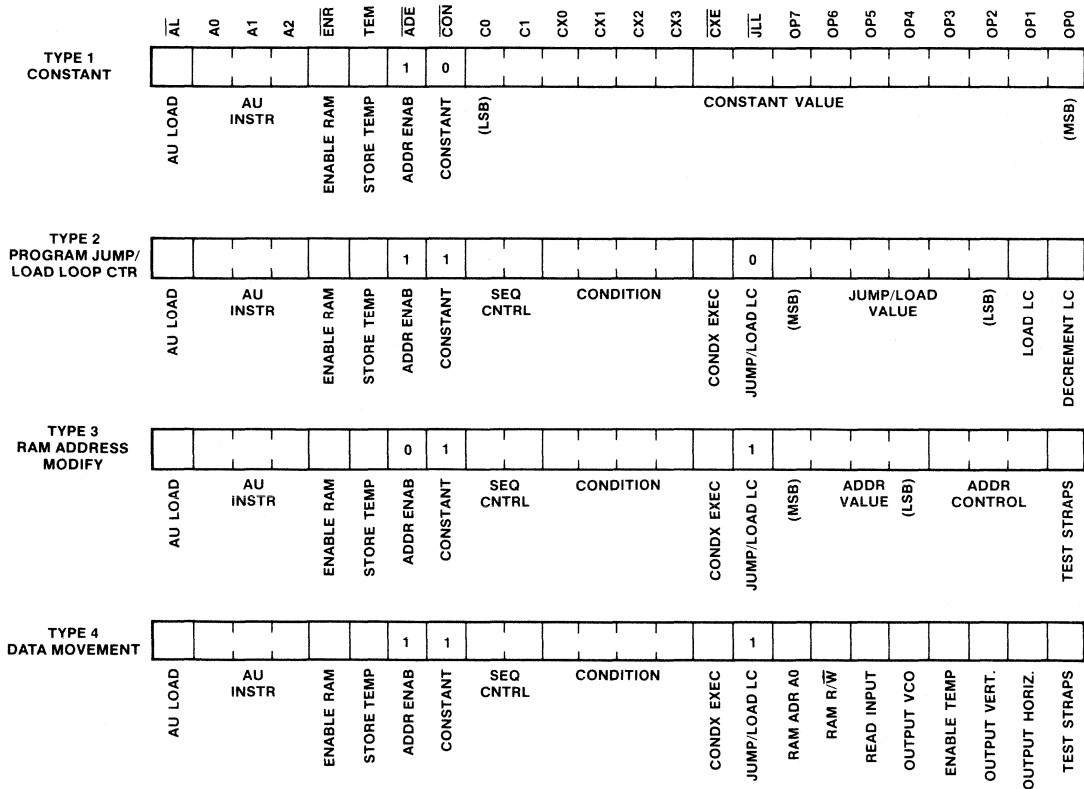 AL A0 A1 A2 ENR TEM ADE CON C0 C1 CX0 CX1 CX2 CX3 CXE JLL OP7 OP6 OP5 OP4 OP3 OP2 OP1 OP0
TYPE 1
CONSTANT
1 0
AU LOAD
AU
INSTR
ENABLE RAM
STORE TEMP
ADDR ENAB
CONSTANT
(LSB)
CONSTANT VALUE
(MSB)
TYPE 2
PROGRAM JUMP/
LOAD LOOP CTR
1 1 0
AU LOAD
AU
INSTR
ENABLE RAM
STORE TEMP
ADDR ENAB
CONSTANT
SEQ
CNTRL
CONDITION
CONDX EXEC
JUMP/LOAD LC
(MSB)
JUMP/LOAD
VALUE
(LSB)
LOAD LC
DECREMENT LC
TYPE 3
RAM ADDRESS
MODIFY
0 1 1
AU LOAD
AU
INSTR
ENABLE RAM
STORE TEMP
ADDR ENAB
CONSTANT
SEQ
CNTRL
CONDITION
CONDX EXEC
JUMP/LOAD LC
(MSB)
ADDR
VALUE
(LSB)
ADDR
CONTROL
TEST STRAPS
TYPE 4
DATA MOVEMENT
1 1 1
AU LOAD
AU
INSTR
ENABLE RAM
STORE TEMP
ADDR ENAB
CONSTANT
SEQ
CNTRL
CONDITION
CONDX EXEC
JUMP/LOAD LC
RAM ADR A0
RAM R/W
READ INPUT
OUTPUT VCO
ENABLE TEMP
OUTPUT VERT.
OUTPUT HORIZ.
TEST STRAPS